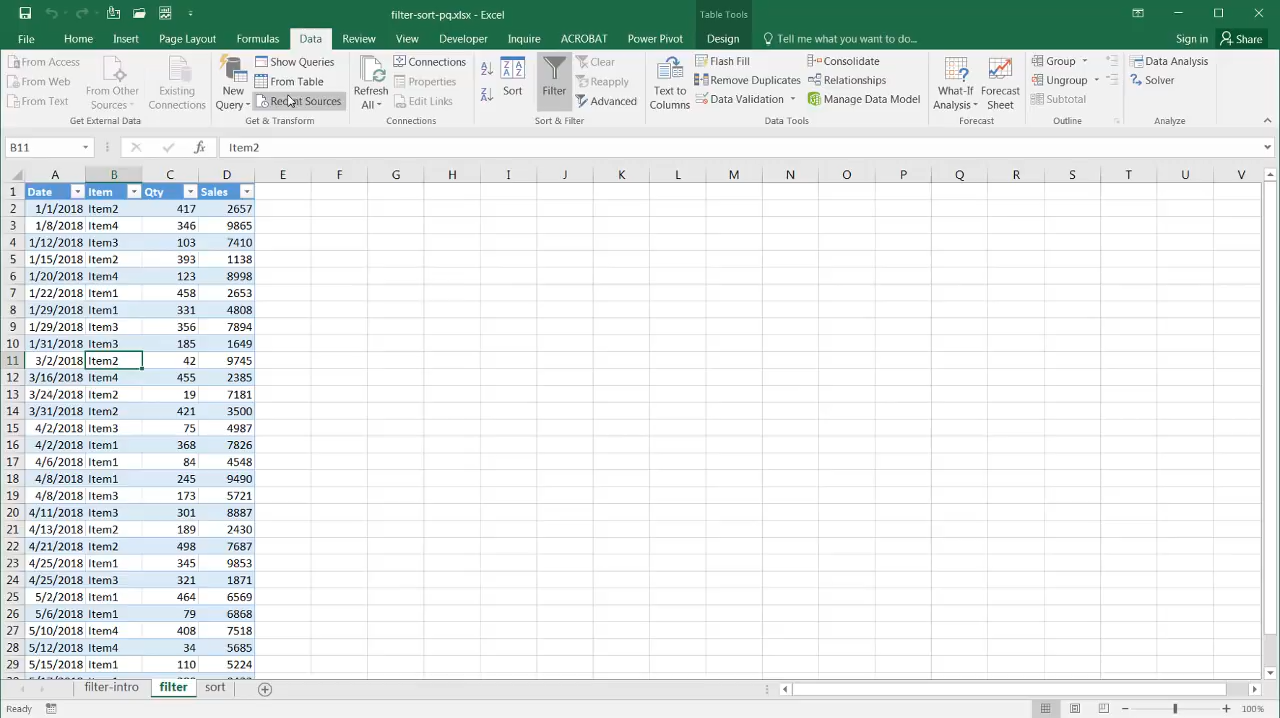 filter-sort-pq.xlsx - Excel
Table Tools
File Home Insert Page Layout Formulas Data Review View Developer Inquire ACROBAT Power Pivot Design Tell me what you want to do... Sign in Share
From Access
From Web
From Text
From Other Sources
Existing Connections
Get External Data
New Query
Show Queries
From Table
Recent Sources
Get & Transform
Refresh All
Connections
Properties
Edit Links
Connections
Sort
Filter
Clear
Reapply
Advanced
Sort & Filter
Text to Columns
Flash Fill
Remove Duplicates
Data Validation
Consolidate
Relationships
Manage Data Model
Data Tools
What-If Analysis
Forecast Sheet
Forecast
Group
Ungroup
Subtotal
Outline
Data Analysis
Solver
Analyze
B11 fx Item2
A B C D E F G H I J K L M N O P Q R S T U V
1 Date Item Qty Sales
2 1/1/2018 Item2 417 2657
3 1/8/2018 Item4 346 9865
4 1/12/2018 Item3 103 7410
5 1/15/2018 Item2 393 1138
6 1/20/2018 Item4 123 8998
7 1/22/2018 Item1 458 2653
8 1/29/2018 Item1 331 4808
9 1/29/2018 Item3 356 7894
10 1/31/2018 Item3 185 1649
11 3/2/2018 Item2 42 9745
12 3/16/2018 Item4 455 2385
13 3/24/2018 Item2 19 7181
14 3/31/2018 Item2 421 3500
15 4/2/2018 Item3 75 4987
16 4/2/2018 Item1 368 7826
17 4/6/2018 Item1 84 4548
18 4/8/2018 Item1 245 9490
19 4/8/2018 Item3 173 5721
20 4/11/2018 Item3 301 8887
21 4/13/2018 Item2 189 2430
22 4/21/2018 Item2 498 7687
23 4/25/2018 Item1 345 9853
24 4/25/2018 Item3 321 1871
25 5/2/2018 Item1 464 6569
26 5/6/2018 Item1 79 6868
27 5/10/2018 Item4 408 7518
28 5/12/2018 Item4 34 5685
29 5/15/2018 Item1 110 5224
filter-intro filter sort
Ready 100%